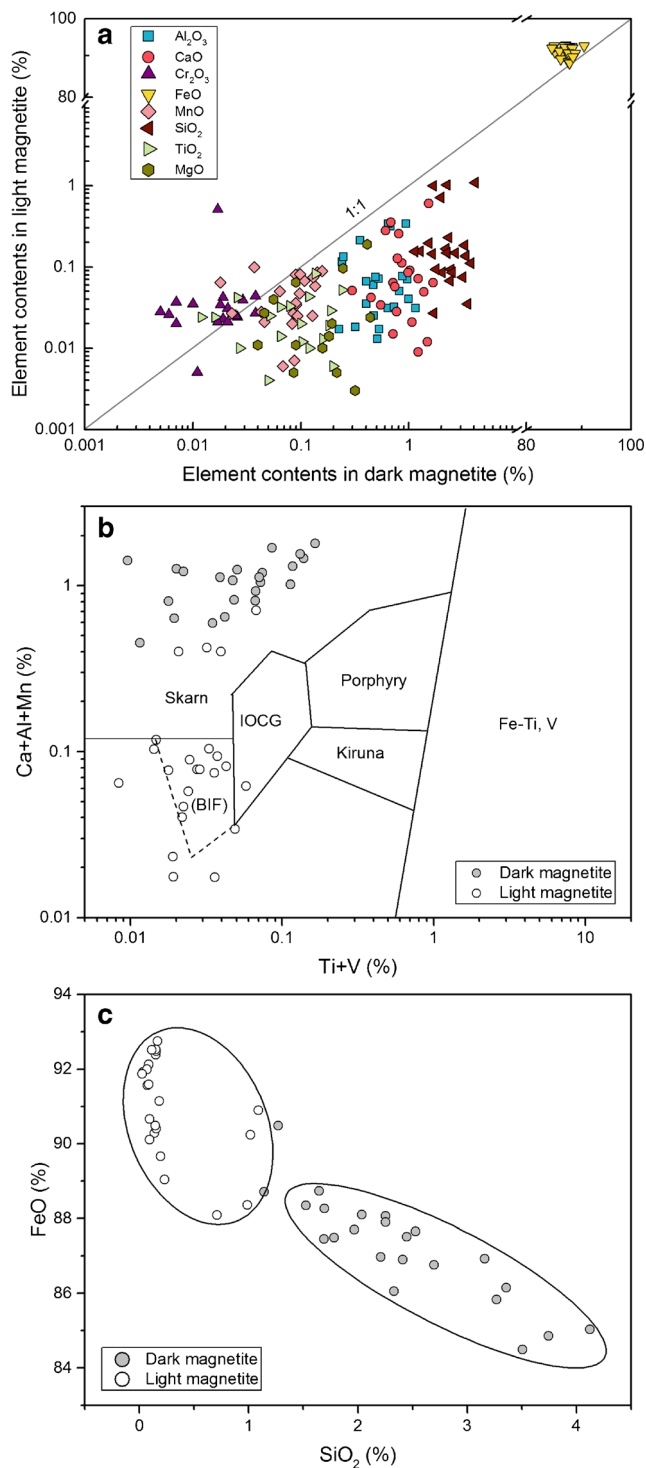 a
Al₂O₃
CaO
Cr₂O₃
FeO
MnO
SiO₂
TiO₂
MgO
1:1
100
80
1
0.1
0.01
0.001
0.001
0.01
0.1
1
80
100
Element contents in light magnetite (%)
Element contents in dark magnetite (%)
b
Skarn
IOCG
Porphyry
Kiruna
(BIF)
Fe-Ti, V
Dark magnetite
Light magnetite
1
0.1
0.01
0.01
0.1
1
10
Ca+Al+Mn (%)
Ti+V (%)
c
94
92
90
88
86
84
Dark magnetite
Light magnetite
0
1
2
3
4
FeO (%)
SiO₂ (%)